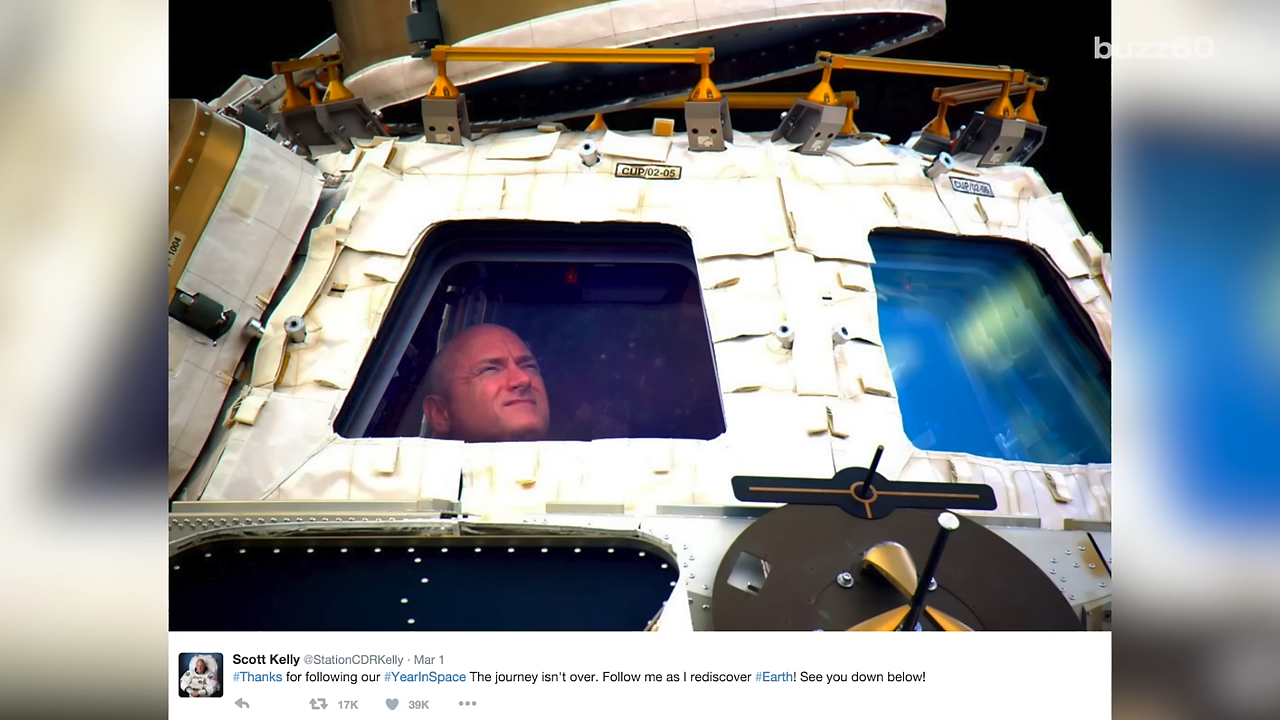 buzz60
CUP/02-05
CUP/02-06
1004
Scott Kelly @StationCDRKelly · Mar 1
#Thanks for following our #YearInSpace The journey isn't over. Follow me as I rediscover #Earth! See you down below!
17K
39K